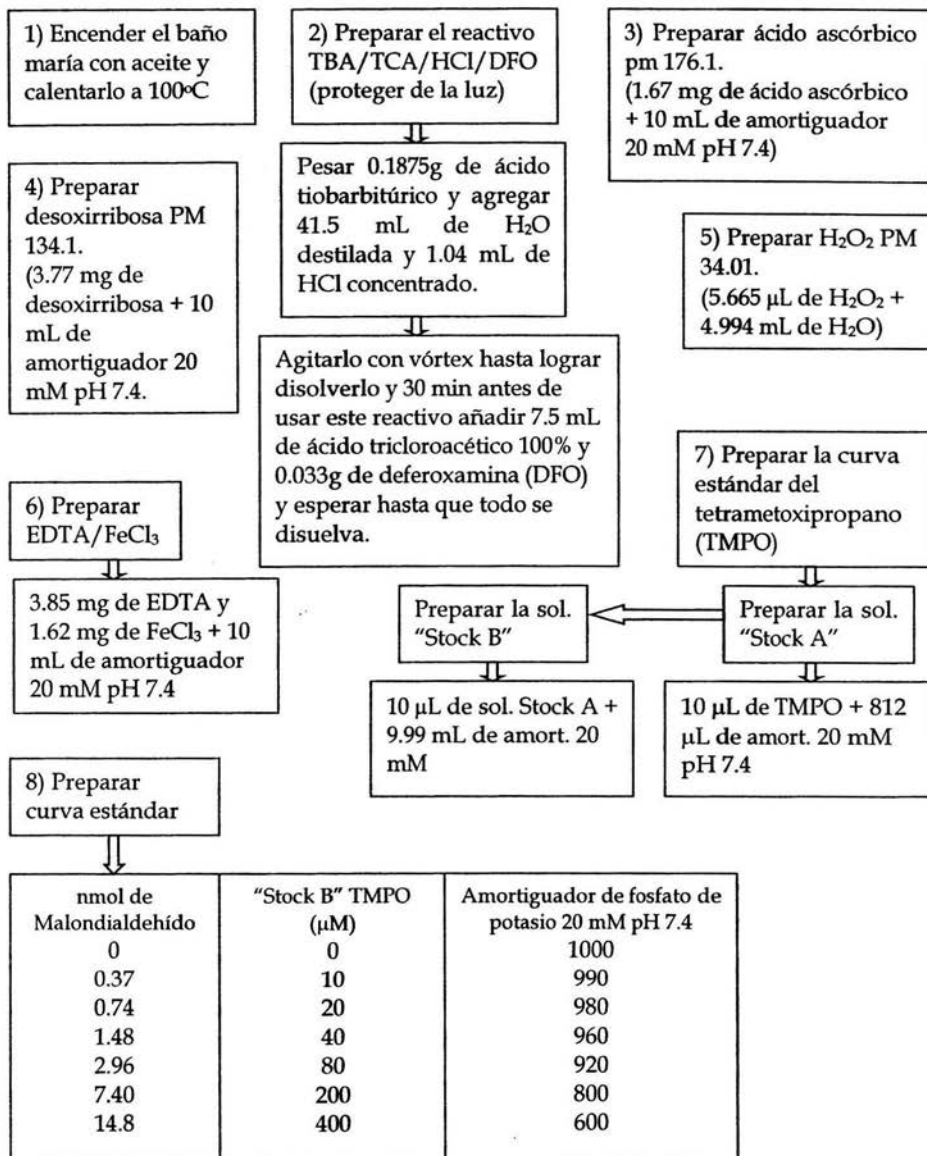 1) Encender el baño
maría con aceite y
calentarlo a 100ºC
2) Preparar el reactivo
TBA/TCA/HCl/DFO
(proteger de la luz)
Pesar 0.1875g de ácido
tiobarbitúrico y agregar
41.5 mL de H₂O
destilada y 1.04 mL de
HCl concentrado.
Agitarlo con vórtex hasta lograr
disolverlo y 30 min antes de
usar este reactivo añadir 7.5 mL
de ácido tricloroacético 100% y
0.033g de deferoxamina (DFO)
y esperar hasta que todo se
disuelva.
3) Preparar ácido ascórbico
pm 176.1.
(1.67 mg de ácido ascórbico
+ 10 mL de amortiguador
20 mM pH 7.4)
4) Preparar
desoxirribosa PM
134.1.
(3.77 mg de
desoxirribosa + 10
mL de
amortiguador 20
mM pH 7.4.
5) Preparar H₂O₂ PM
34.01.
(5.665 µL de H₂O₂ +
4.994 mL de H₂O)
6) Preparar
EDTA/FeCl₃
3.85 mg de EDTA y
1.62 mg de FeCl₃ + 10
mL de amortiguador
20 mM pH 7.4
7) Preparar la curva
estándar del
tetrametoxipropano
(TMPO)
Preparar la sol.
"Stock A"
10 µL de TMPO + 812
µL de amort. 20 mM
pH 7.4
Preparar la sol.
"Stock B"
10 µL de sol. Stock A +
9.99 mL de amort. 20
mM
8) Preparar
curva estándar
nmol de Malondialdehído "Stock B" TMPO (µM) Amortiguador de fosfato de potasio 20 mM pH 7.4
0 0 1000
0.37 10 990
0.74 20 980
1.48 40 960
2.96 80 920
7.40 200 800
14.8 400 600